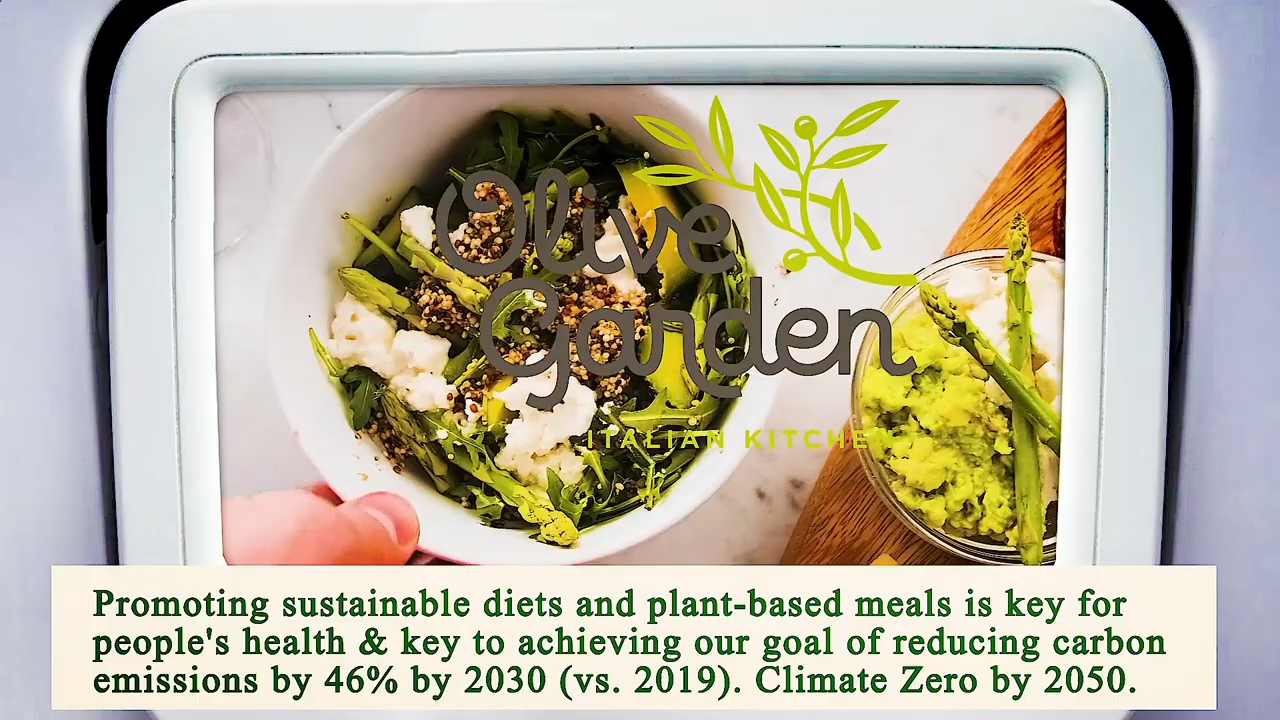 Olive
Garden
ITALIAN KITCHEN
Promoting sustainable diets and plant-based meals is key for
people's health & key to achieving our goal of reducing carbon
emissions by 46% by 2030 (vs. 2019). Climate Zero by 2050.